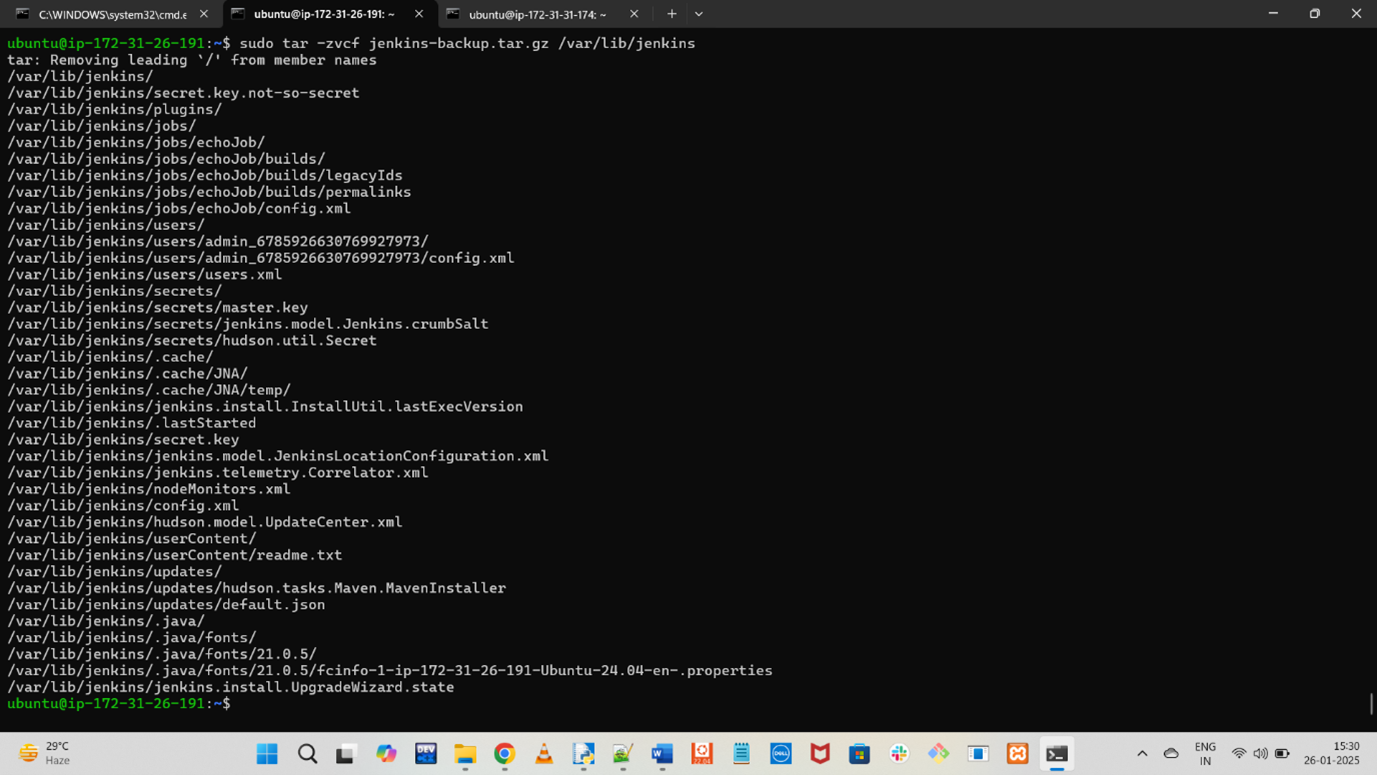 C:\WINDOWS\system32\cmd.e
ubuntu@ip-172-31-26-191: ~
ubuntu@ip-172-31-31-174: ~
ubuntu@ip-172-31-26-191:~$ sudo tar -zvcf jenkins-backup.tar.gz /var/lib/jenkins
tar: Removing leading `/' from member names
/var/lib/jenkins/
/var/lib/jenkins/secret.key.not-so-secret
/var/lib/jenkins/plugins/
/var/lib/jenkins/jobs/
/var/lib/jenkins/jobs/echoJob/
/var/lib/jenkins/jobs/echoJob/builds/
/var/lib/jenkins/jobs/echoJob/builds/legacyIds
/var/lib/jenkins/jobs/echoJob/builds/permalinks
/var/lib/jenkins/jobs/echoJob/config.xml
/var/lib/jenkins/users/
/var/lib/jenkins/users/admin_6785926630769927973/
/var/lib/jenkins/users/admin_6785926630769927973/config.xml
/var/lib/jenkins/users/users.xml
/var/lib/jenkins/secrets/
/var/lib/jenkins/secrets/master.key
/var/lib/jenkins/secrets/jenkins.model.Jenkins.crumbSalt
/var/lib/jenkins/secrets/hudson.util.Secret
/var/lib/jenkins/.cache/
/var/lib/jenkins/.cache/JNA/
/var/lib/jenkins/.cache/JNA/temp/
/var/lib/jenkins/jenkins.install.InstallUtil.lastExecVersion
/var/lib/jenkins/.lastStarted
/var/lib/jenkins/secret.key
/var/lib/jenkins/jenkins.model.JenkinsLocationConfiguration.xml
/var/lib/jenkins/jenkins.telemetry.Correlator.xml
/var/lib/jenkins/nodeMonitors.xml
/var/lib/jenkins/config.xml
/var/lib/jenkins/hudson.model.UpdateCenter.xml
/var/lib/jenkins/userContent/
/var/lib/jenkins/userContent/readme.txt
/var/lib/jenkins/updates/
/var/lib/jenkins/updates/hudson.tasks.Maven.MavenInstaller
/var/lib/jenkins/updates/default.json
/var/lib/jenkins/.java/
/var/lib/jenkins/.java/fonts/
/var/lib/jenkins/.java/fonts/21.0.5/
/var/lib/jenkins/.java/fonts/21.0.5/fcinfo-1-ip-172-31-26-191-Ubuntu-24.04-en-.properties
/var/lib/jenkins/jenkins.install.UpgradeWizard.state
ubuntu@ip-172-31-26-191:~$
29°C
Haze
DEV
22.04
DELL
ENG
IN
15:30
26-01-2025